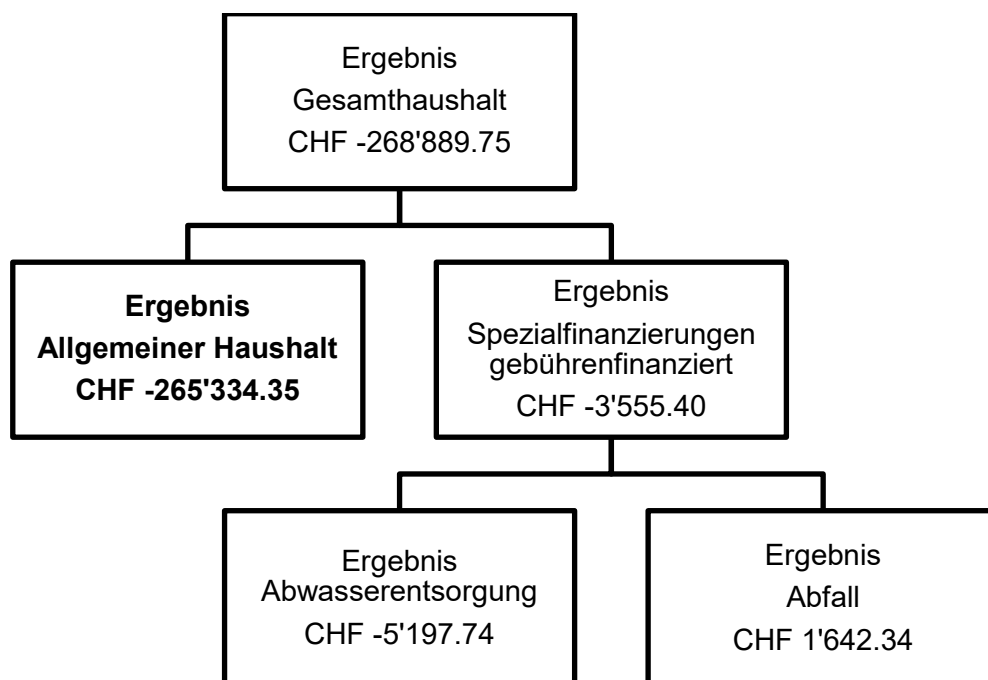 Ergebnis
Gesamthaushalt
CHF -268'889.75
Ergebnis
Allgemeiner Haushalt
CHF -265'334.35
Ergebnis
Spezialfinanzierungen
gebührenfinanziert
CHF -3'555.40
Ergebnis
Abwasserentsorgung
CHF -5'197.74
Ergebnis
Abfall
CHF 1'642.34